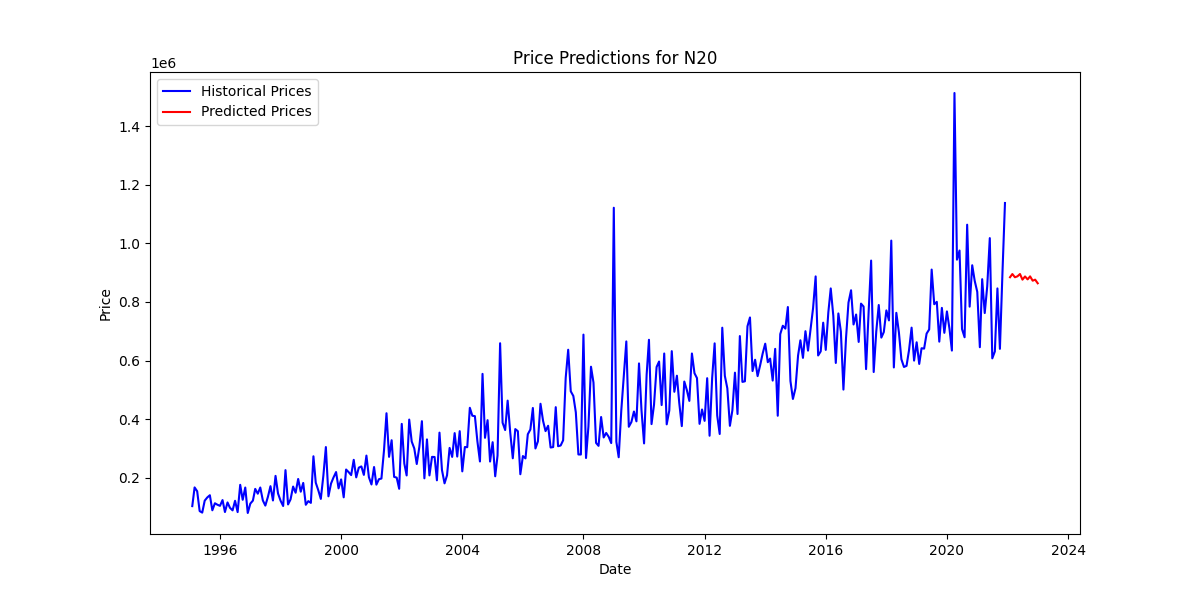 Price Predictions for N20
1e6
Historical Prices
Predicted Prices
1.4
1.2
1.0
0.8
0.6
0.4
0.2
Price
1996 2000 2004 2008 2012 2016 2020 2024
Date